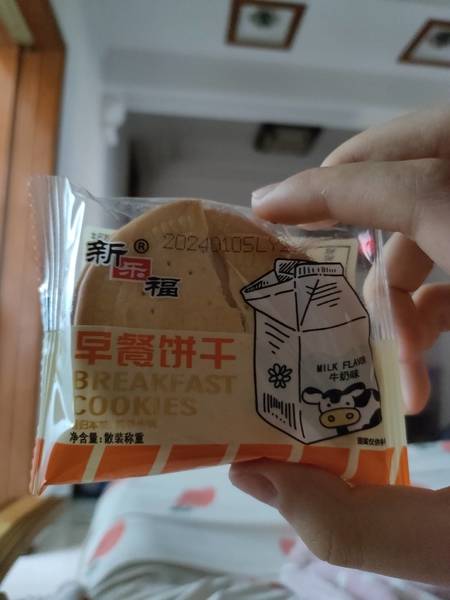 20240105LY
新乐福®
早餐饼干
BREAKFAST
COOKIES
净含量:散装称重
MILK FLAVOR
牛奶味